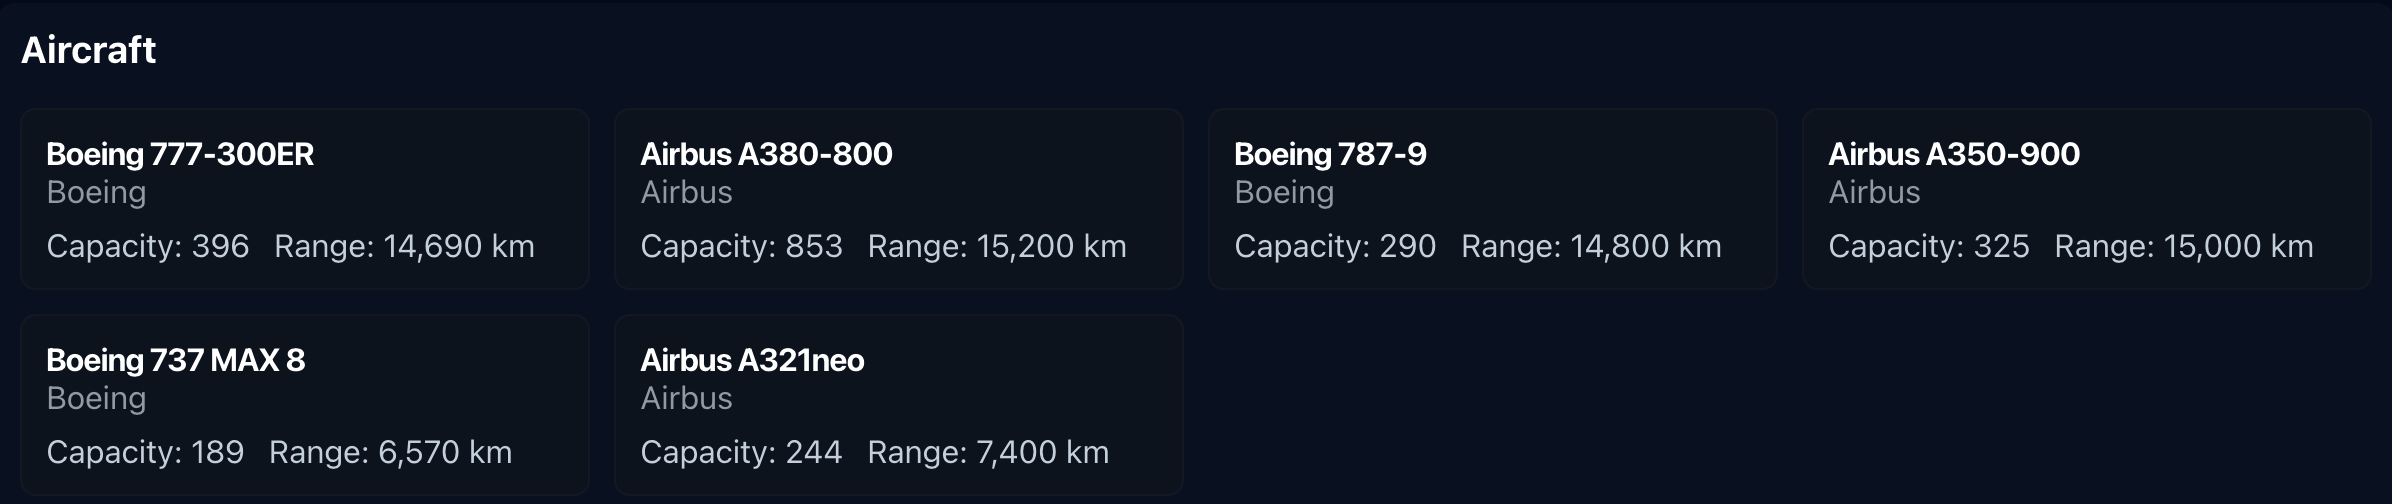 Aircraft
Boeing 777-300ER
Boeing
Capacity: 396 Range: 14,690 km
Airbus A380-800
Airbus
Capacity: 853 Range: 15,200 km
Boeing 787-9
Boeing
Capacity: 290 Range: 14,800 km
Airbus A350-900
Airbus
Capacity: 325 Range: 15,000 km
Boeing 737 MAX 8
Boeing
Capacity: 189 Range: 6,570 km
Airbus A321neo
Airbus
Capacity: 244 Range: 7,400 km